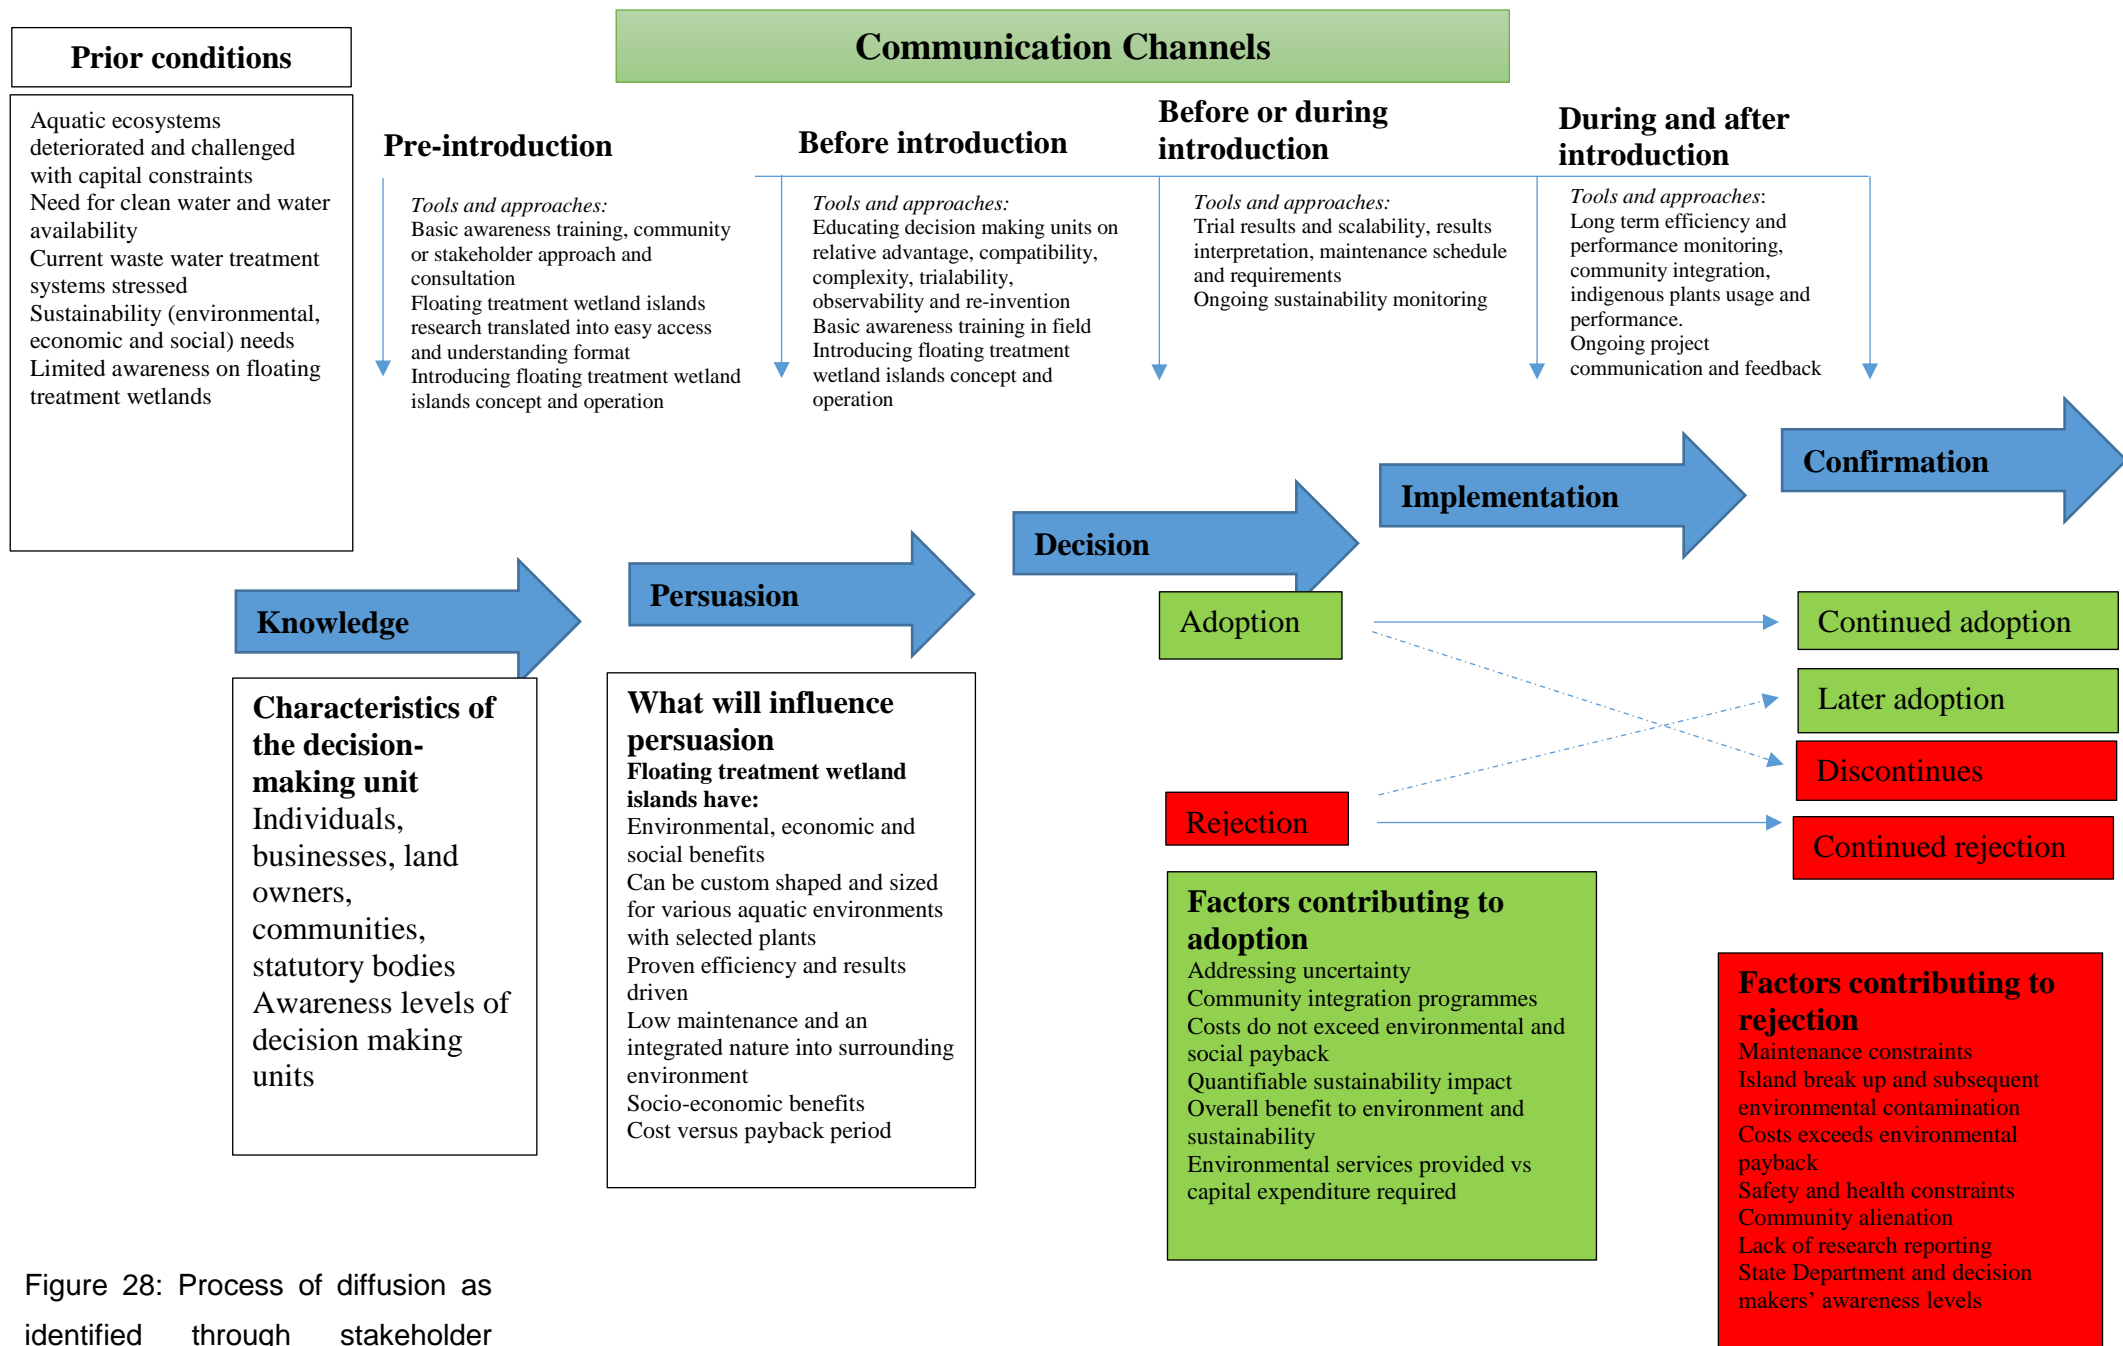 Prior conditions
Communication Channels
Aquatic ecosystems
deteriorated and challenged
with capital constraints
Need for clean water and water
availability
Current waste water treatment
systems stressed
Sustainability (environmental,
economic and social) needs
Limited awareness on floating
treatment wetlands
Pre-introduction
Tools and approaches:
Basic awareness training, community
or stakeholder approach and
consultation
Floating treatment wetland islands
research translated into easy access
and understanding format
Introducing floating treatment wetland
islands concept and operation
Before introduction
Tools and approaches:
Educating decision making units on
relative advantage, compatibility,
complexity, trialability,
observability and re-invention
Basic awareness training in field
Introducing floating treatment
wetland islands concept and
operation
Before or during
introduction
Tools and approaches:
Trial results and scalability, results
interpretation, maintenance schedule
and requirements
Ongoing sustainability monitoring
During and after
introduction
Tools and approaches:
Long term efficiency and
performance monitoring,
community integration,
indigenous plants usage and
performance.
Ongoing project
communication and feedback
Knowledge
Persuasion
Decision
Implementation
Confirmation
Characteristics of
the decision-
making unit
Individuals,
businesses, land
owners,
communities,
statutory bodies
Awareness levels of
decision making
units
What will influence
persuasion
Floating treatment wetland
islands have:
Environmental, economic and
social benefits
Can be custom shaped and sized
for various aquatic environments
with selected plants
Proven efficiency and results
driven
Low maintenance and an
integrated nature into surrounding
environment
Socio-economic benefits
Cost versus payback period
Adoption
Rejection
Continued adoption
Later adoption
Discontinues
Continued rejection
Factors contributing to
adoption
Addressing uncertainty
Community integration programmes
Costs do not exceed environmental and
social payback
Quantifiable sustainability impact
Overall benefit to environment and
sustainability
Environmental services provided vs
capital expenditure required
Factors contributing to
rejection
Maintenance constraints
Island break up and subsequent
environmental contamination
Costs exceeds environmental
payback
Safety and health constraints
Community alienation
Lack of research reporting
State Department and decision
makers’ awareness levels
Figure 28: Process of diffusion as
identified through stakeholder